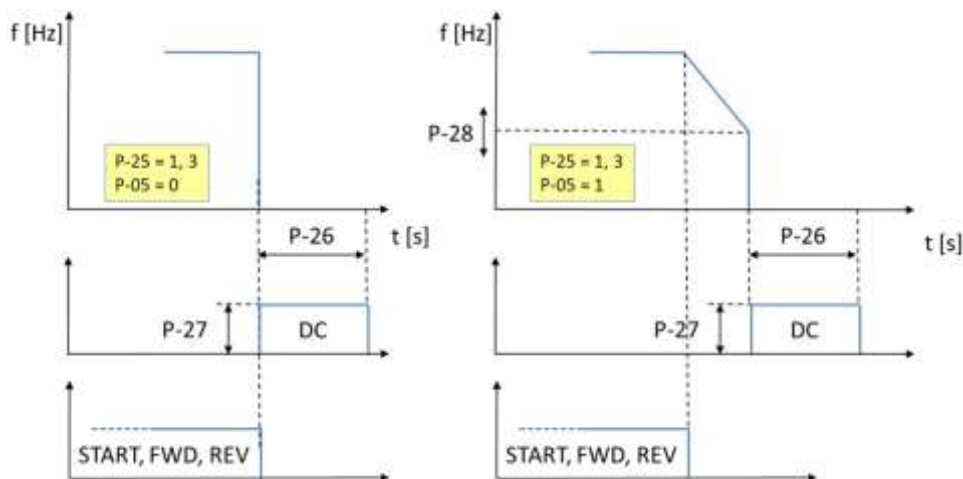 f [Hz]
P-25 = 1, 3
P-05 = 0
P-26
t [s]
P-27
DC
START, FWD, REV
f [Hz]
P-28
P-25 = 1, 3
P-05 = 1
P-26
t [s]
P-27
DC
START, FWD, REV